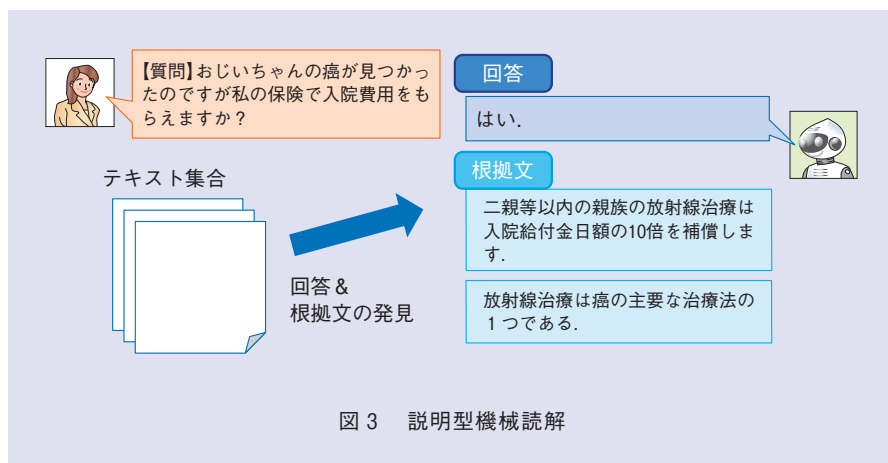 【質問】おじいちゃんの癌が見つかっ
たのですが私の保険で入院費用をも
らえますか？
回答
はい．
テキスト集合
回答＆
根拠文の発見
根拠文
二親等以内の親族の放射線治療は
入院給付金日額の10倍を補償しま
す．
放射線治療は癌の主要な治療法の
１つである．
図３　説明型機械読解